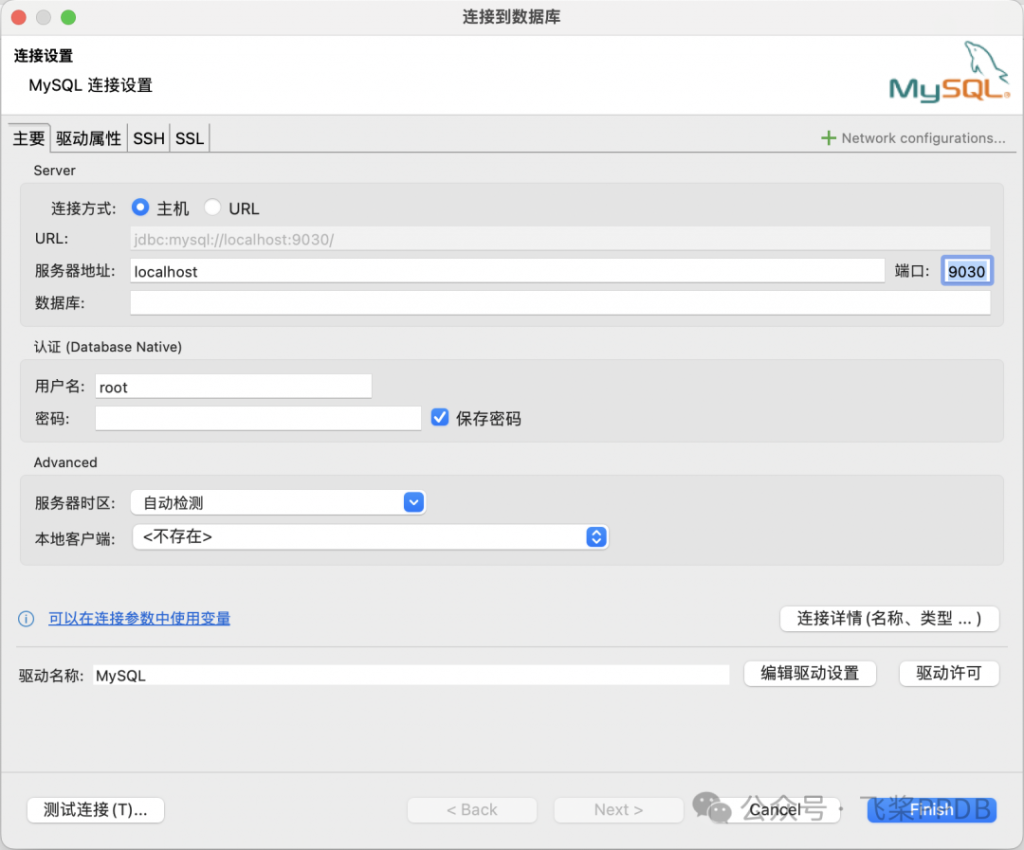 连接到数据库
连接设置
MySQL 连接设置
MySQL®
主要 驱动属性 SSH SSL
Network configurations...
Server
连接方式: 主机 URL
URL: jdbc:mysql://localhost:9030/
服务器地址: localhost 端口: 9030
数据库:
认证 (Database Native)
用户名: root
密码: 保存密码
Advanced
服务器时区: 自动检测
本地客户端: <不存在>
可以在连接参数中使用变量
连接详情(名称、类型 ... )
驱动名称: MySQL 编辑驱动设置 驱动许可
测试连接(T)... < Back Next > Cancel Finish
公众号 · 飞桨PPDB